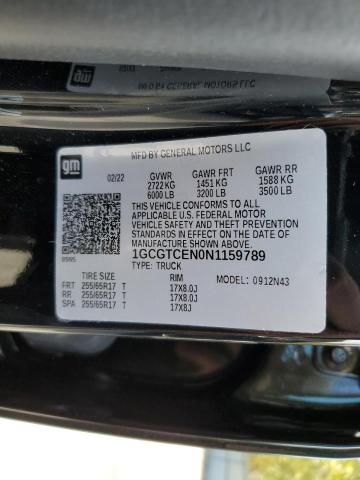 MFD BY GENERAL MOTORS LLC
gm
02/22
GVWR GAWR FRT GAWR RR
2722 KG 1451 KG 1588 KG
6000 LB 3200 LB 3500 LB
THIS VEHICLE CONFORMS TO ALL
APPLICABLE U.S. FEDERAL MOTOR
VEHICLE SAFETY AND THEFT PREVENTION
STANDARDS IN EFFECT ON THE DATE OF
MANUFACTURE SHOWN ABOVE.
1GCGTCEN0N1159789
TYPE: TRUCK
TIRE SIZE RIM MODEL: 0912N43
FRT 255/65R17 T 17X8.0J
RR 255/65R17 T 17X8.0J
SPA 255/65R17 T 17X8J